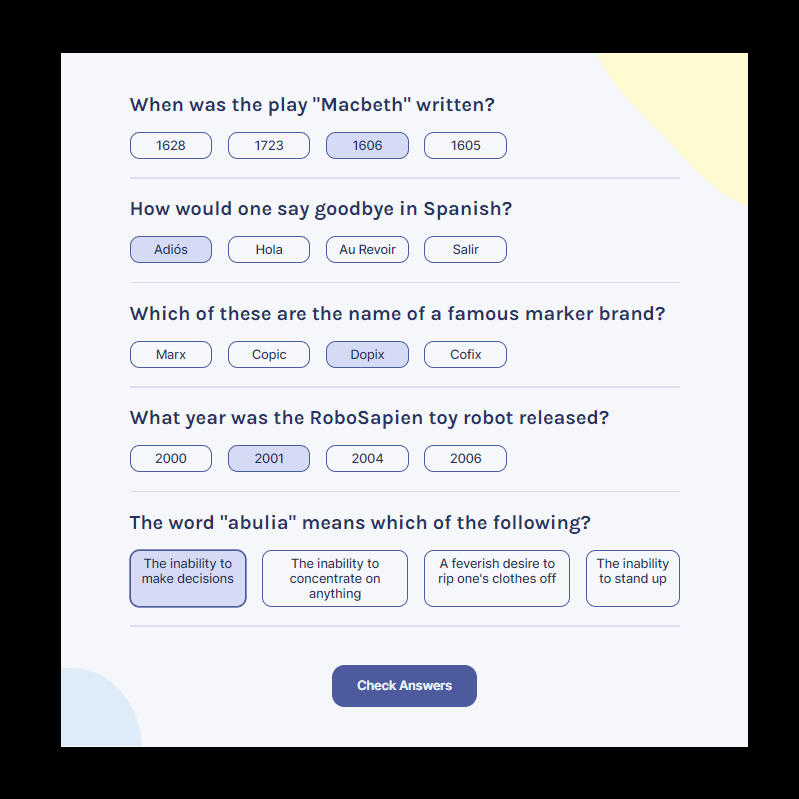 When was the play "Macbeth" written?
1628 1723 1606 1605
How would one say goodbye in Spanish?
Adiós Hola Au Revoir Salir
Which of these are the name of a famous marker brand?
Marx Copic Dopix Cofix
What year was the RoboSapien toy robot released?
2000 2001 2004 2006
The word "abulia" means which of the following?
The inability to
make decisions
The inability to
concentrate on
anything
A feverish desire to
rip one's clothes off
The inability
to stand up
Check Answers